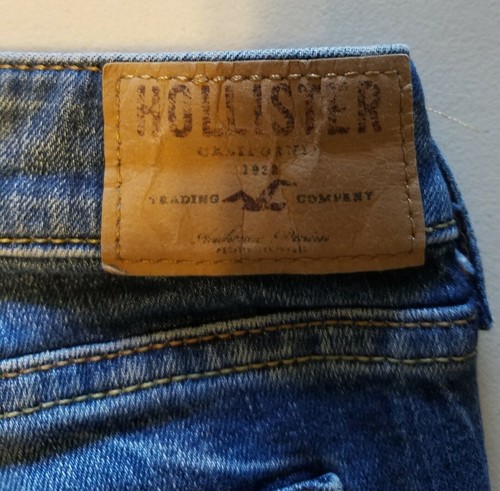 HOLLISTER
CALIFORNIA
1922
TRADING COMPANY